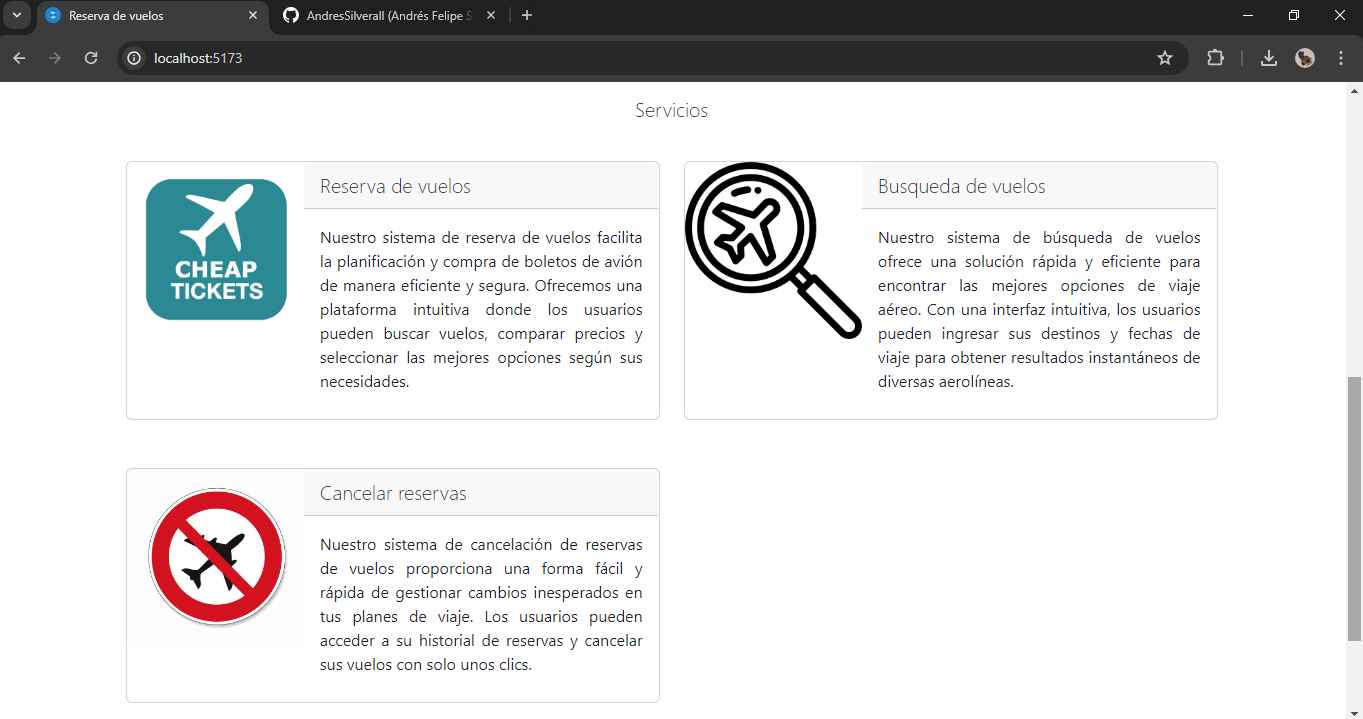 Reserva de vuelos
AndresSilverall (Andrés Felipe S
localhost:5173
Servicios
CHEAP
TICKETS
Reserva de vuelos
Nuestro sistema de reserva de vuelos facilita
la planificación y compra de boletos de avión
de manera eficiente y segura. Ofrecemos una
plataforma intuitiva donde los usuarios
pueden buscar vuelos, comparar precios y
seleccionar las mejores opciones según sus
necesidades.
Busqueda de vuelos
Nuestro sistema de búsqueda de vuelos
ofrece una solución rápida y eficiente para
encontrar las mejores opciones de viaje
aéreo. Con una interfaz intuitiva, los usuarios
pueden ingresar sus destinos y fechas de
viaje para obtener resultados instantáneos de
diversas aerolíneas.
Cancelar reservas
Nuestro sistema de cancelación de reservas
de vuelos proporciona una forma fácil y
rápida de gestionar cambios inesperados en
tus planes de viaje. Los usuarios pueden
acceder a su historial de reservas y cancelar
sus vuelos con solo unos clics.